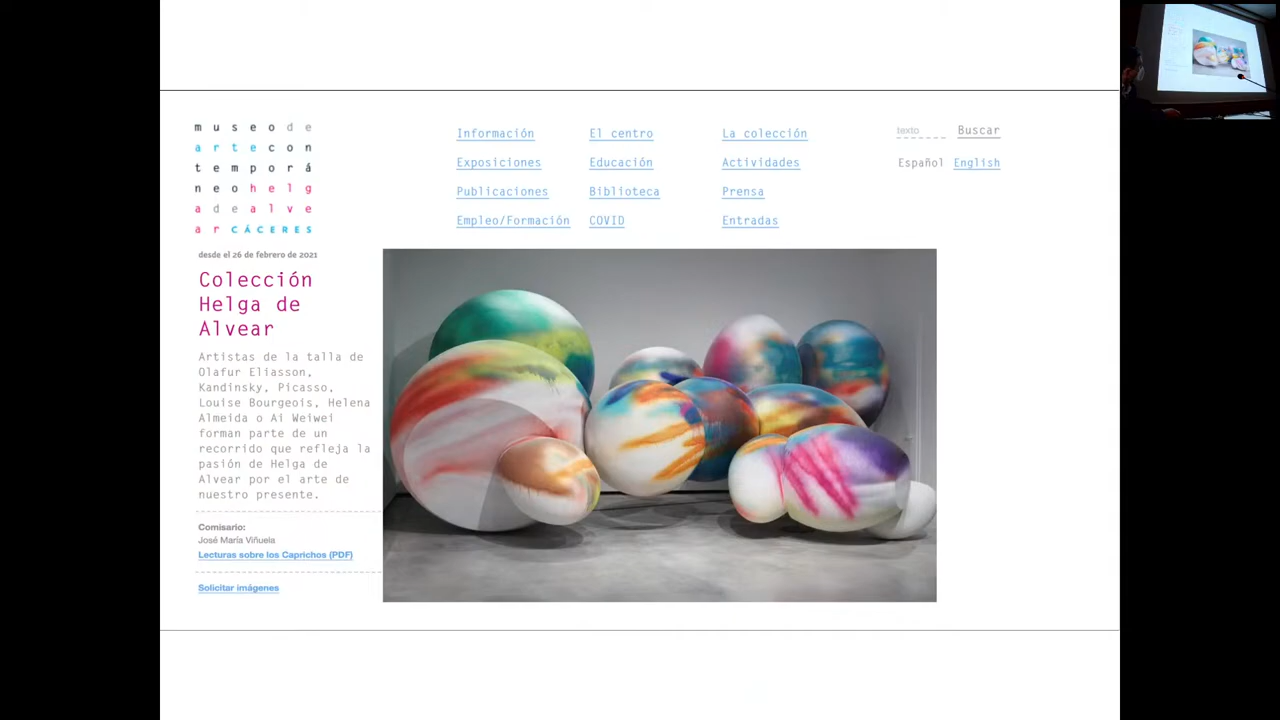 museode
artecon
temporá
neohelg
adealve
arCÁCERES
Información
El centro
La colección
texto
Buscar
Exposiciones
Educación
Actividades
Español
English
Publicaciones
Biblioteca
Prensa
Empleo/Formación
COVID
Entradas
desde el 26 de febrero de 2021
Colección
Helga de
Alvear
Artistas de la talla de
Olafur Eliasson,
Kandinsky, Picasso,
Louise Bourgeois, Helena
Almeida o Ai Weiwei
forman parte de un
recorrido que refleja la
pasión de Helga de
Alvear por el arte de
nuestro presente.
Comisario:
José María Viñuela
Lecturas sobre los Caprichos (PDF)
Solicitar imágenes